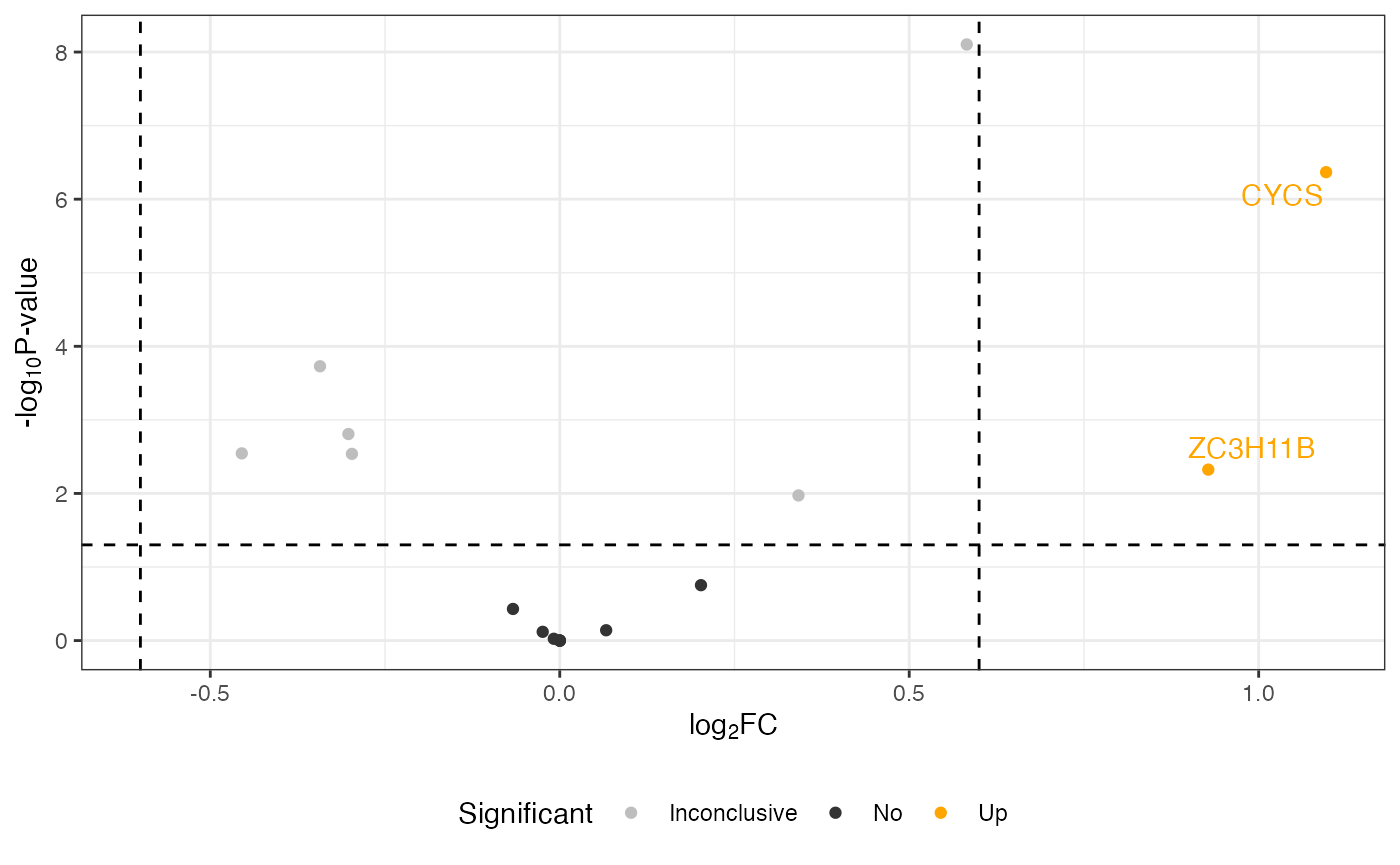 8
6
4
2
0
-log₁₀P-value
CYCS
ZC3H11B
-0.5 0.0 0.5 1.0
log₂FC
Significant Inconclusive No Up